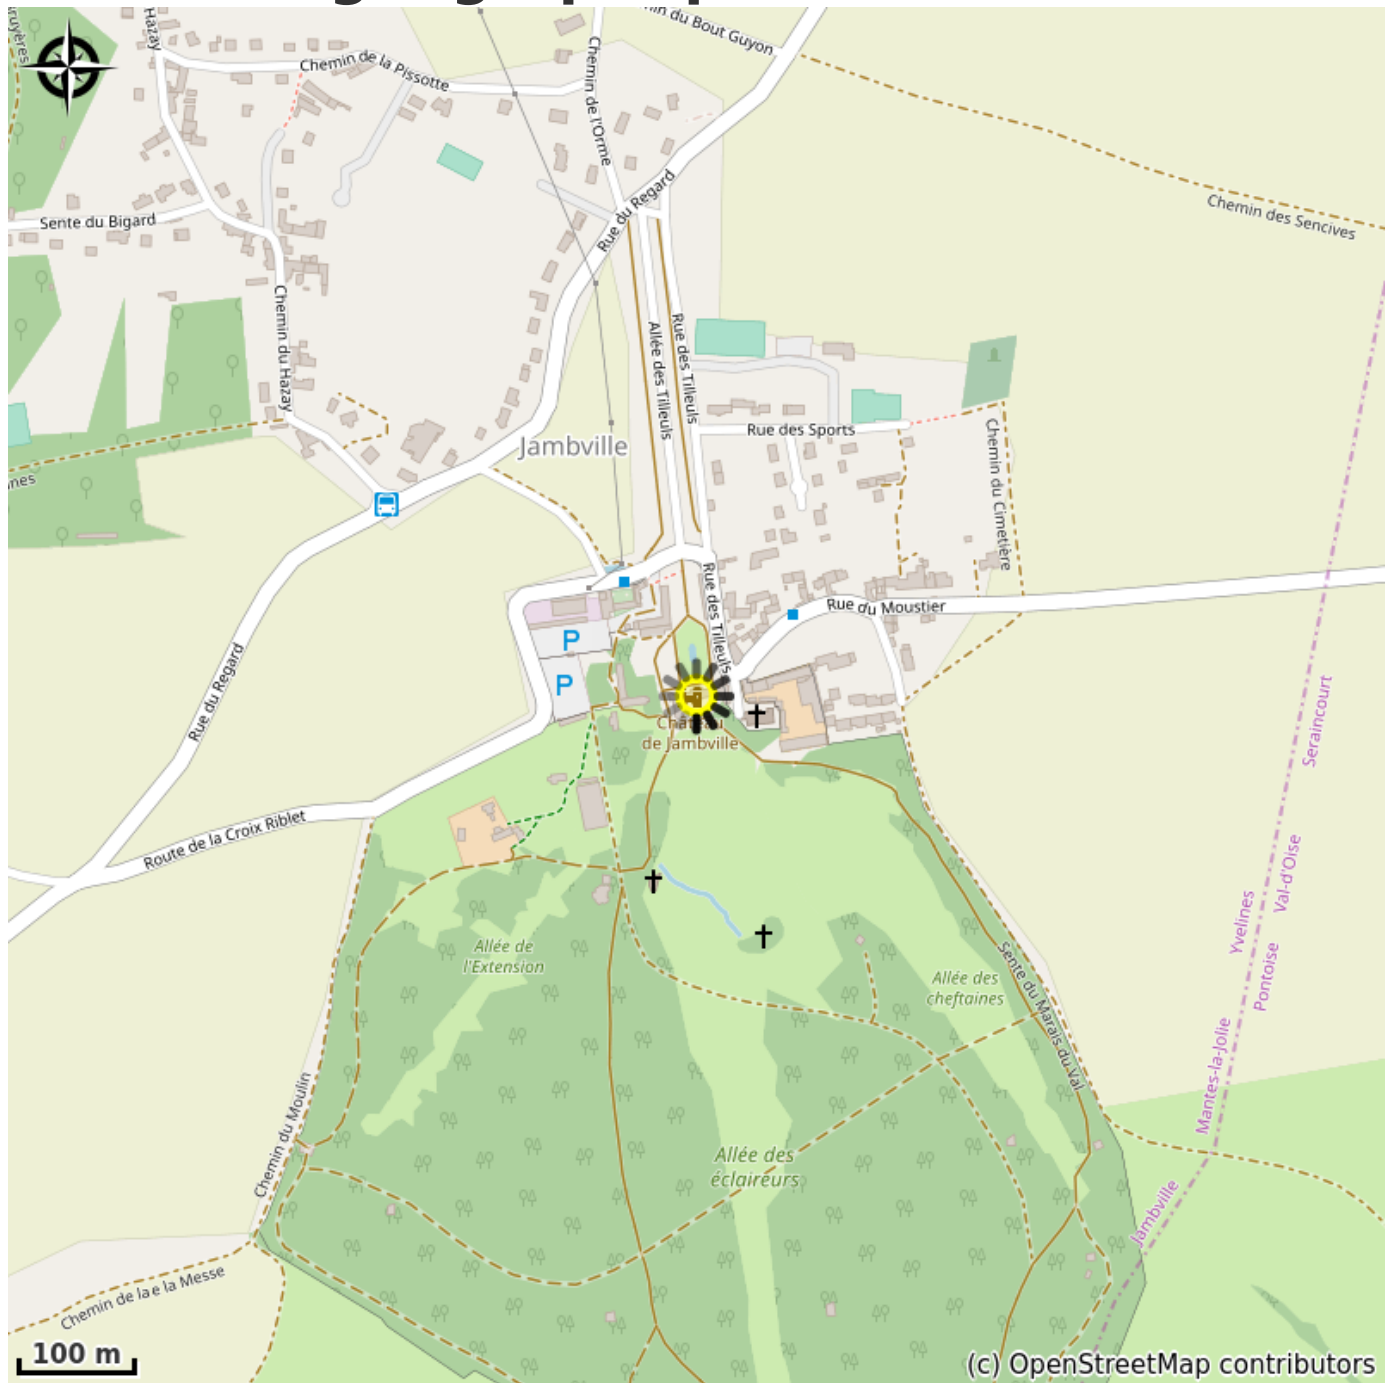 Hazay
Chemin du Bout Guyon
Chemin de la Pissotte
Chemin de l'Orme
Rue du Regard
Sente du Bigard
Chemin des Sencives
Chemin du Hazay
Allée des Tilleuls
Rue des Tilleuls
Jambville
Rue des Sports
Chemin du Cimetière
Rue des Tilleuls
Rue du Moustier
P
P
Rue du Regard
Château
de Jambville
Seraincourt
Val-d'Oise
Yvelines
Pontoise
Mantes-la-Jolie
Jambville
Route de la Croix Riblet
Allée de
l'Extension
Allée des
cheftaines
Sente du Marais du Val
Chemin du Moulin
Allée des
éclaireurs
Chemin de la e la Messe
100 m
(c) OpenStreetMap contributors